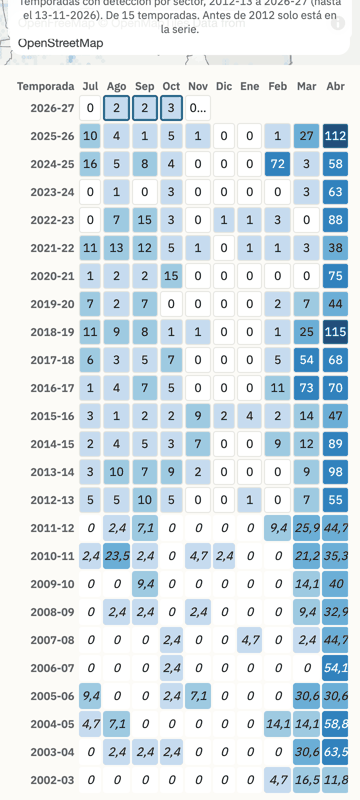 Temporadas con detección por sector, 2012-13 a 2026-27 (hasta
el 13-11-2026). De 15 temporadas. Antes de 2012 solo está en
la serie.
OpenStreetMap
Temporada Jul Ago Sep Oct Nov Dic Ene Feb Mar Abr
2026-27 0 2 2 3 0...
2025-26 10 4 1 5 1 0 0 1 27 112
2024-25 16 5 8 4 0 0 0 72 3 58
2023-24 0 1 0 3 0 0 0 0 3 63
2022-23 0 7 15 3 0 1 1 3 0 88
2021-22 11 13 12 5 1 0 1 1 3 38
2020-21 1 2 2 15 0 0 0 0 0 75
2019-20 7 2 7 0 0 0 0 2 7 44
2018-19 11 9 8 1 1 0 0 1 25 115
2017-18 6 3 5 7 0 0 0 5 54 68
2016-17 1 4 7 5 0 0 0 11 73 70
2015-16 3 1 2 2 9 2 4 2 14 47
2014-15 2 4 5 3 7 0 0 9 12 89
2013-14 3 10 7 9 2 0 0 0 9 98
2012-13 5 5 10 5 0 0 1 0 7 55
2011-12 0 2,4 7,1 0 0 0 0 9,4 25,9 44,7
2010-11 2,4 23,5 2,4 0 4,7 2,4 0 0 21,2 35,3
2009-10 0 0 9,4 0 0 0 0 0 14,1 40
2008-09 0 2,4 2,4 0 2,4 0 0 0 9,4 32,9
2007-08 0 0 0 2,4 0 0 4,7 0 2,4 44,7
2006-07 0 0 0 2,4 0 0 0 0 0 54,1
2005-06 9,4 0 0 2,4 7,1 0 0 0 30,6 30,6
2004-05 4,7 7,1 0 0 0 0 0 14,1 14,1 58,8
2003-04 0 2,4 2,4 2,4 0 0 0 0 30,6 63,5
2002-03 0 0 0 0 0 0 0 4,7 16,5 11,8